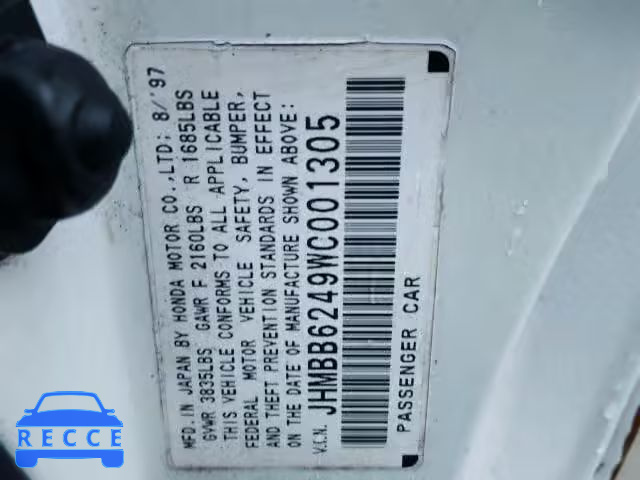 MFD. IN JAPAN BY HONDA MOTOR CO.,LTD: 8/'97
GVWR 3835LBS GAWR F 2160LBS R 1685LBS
THIS VEHICLE CONFORMS TO ALL APPLICABLE
FEDERAL MOTOR VEHICLE SAFETY, BUMPER,
AND THEFT PREVENTION STANDARDS IN EFFECT
ON THE DATE OF MANUFACTURE SHOWN ABOVE:
V.I.N. JHMBB6249WC001305
PASSENGER CAR
RECCE